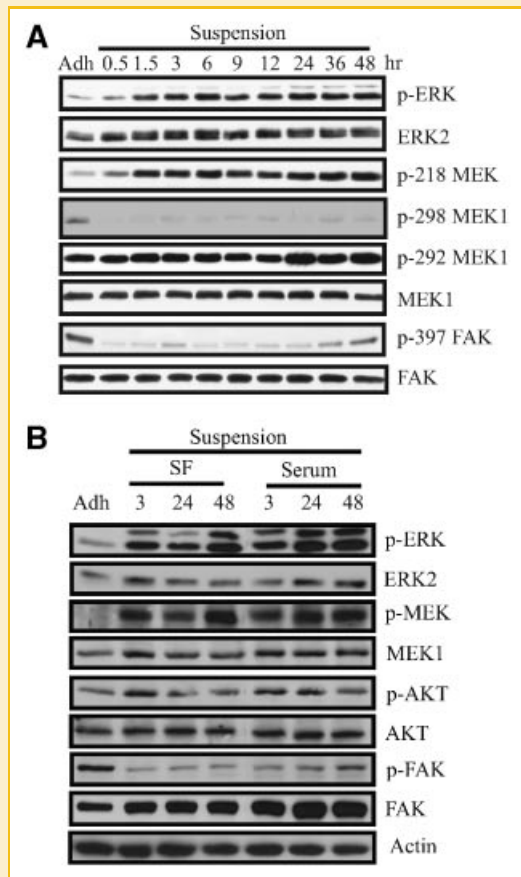 A
Suspension
Adh 0.5 1.5 3 6 9 12 24 36 48 hr
p-ERK
ERK2
p-218 MEK
p-298 MEK1
p-292 MEK1
MEK1
p-397 FAK
FAK
B
Suspension
SF Serum
Adh 3 24 48 3 24 48
p-ERK
ERK2
p-MEK
MEK1
p-AKT
AKT
p-FAK
FAK
Actin